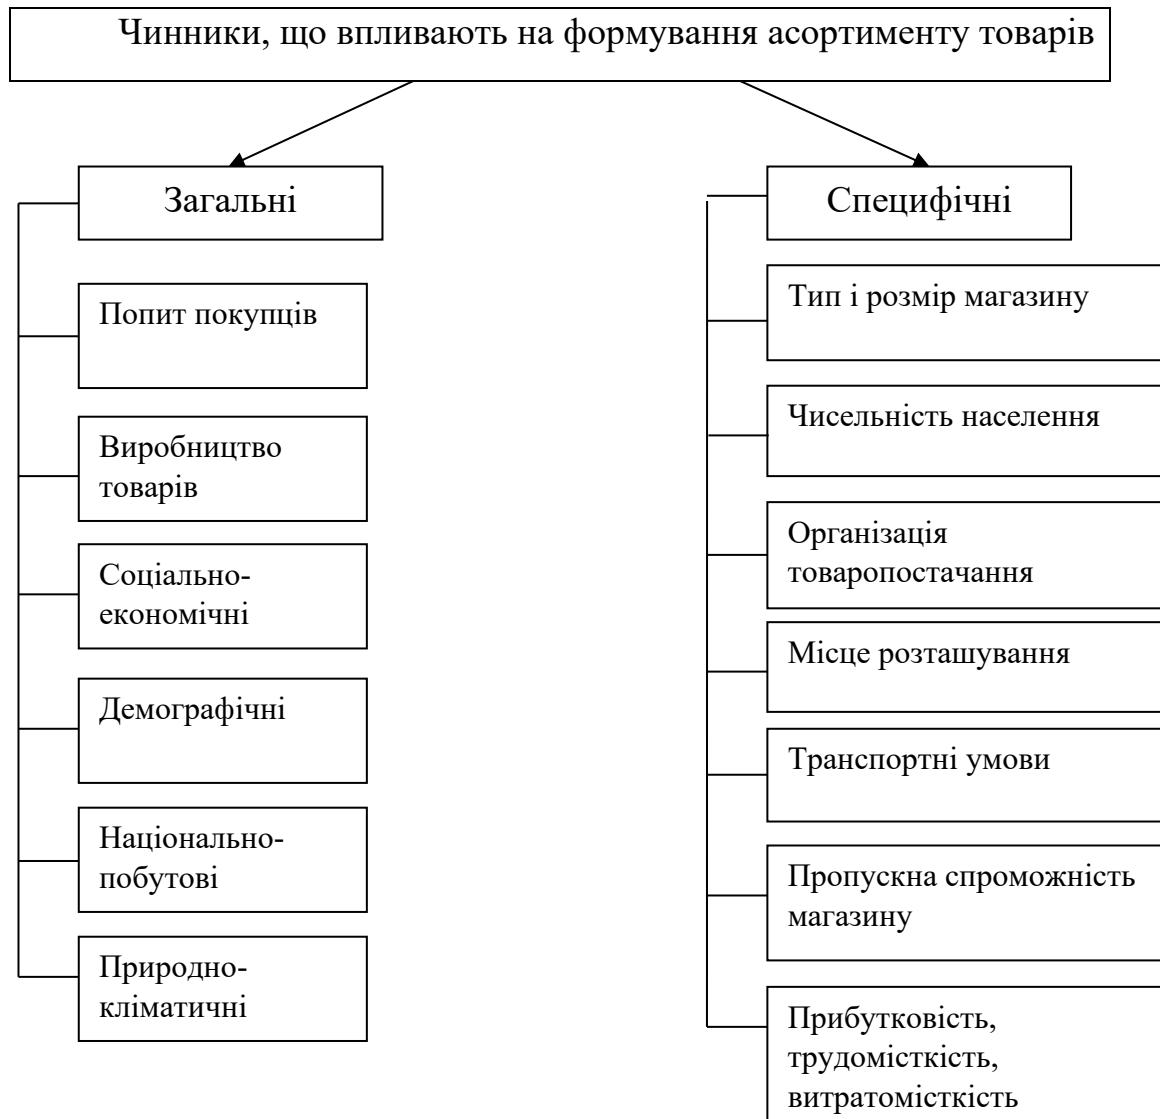 Чинники, що впливають на формування асортименту товарів
Загальні
Попит покупців
Виробництво
товарів
Соціально-
економічні
Демографічні
Національно-
побутові
Природно-
кліматичні
Специфічні
Тип і розмір магазину
Чисельність населення
Організація
товаропостачання
Місце розташування
Транспортні умови
Пропускна спроможність
магазину
Прибутковість,
трудомісткість,
витратомісткість